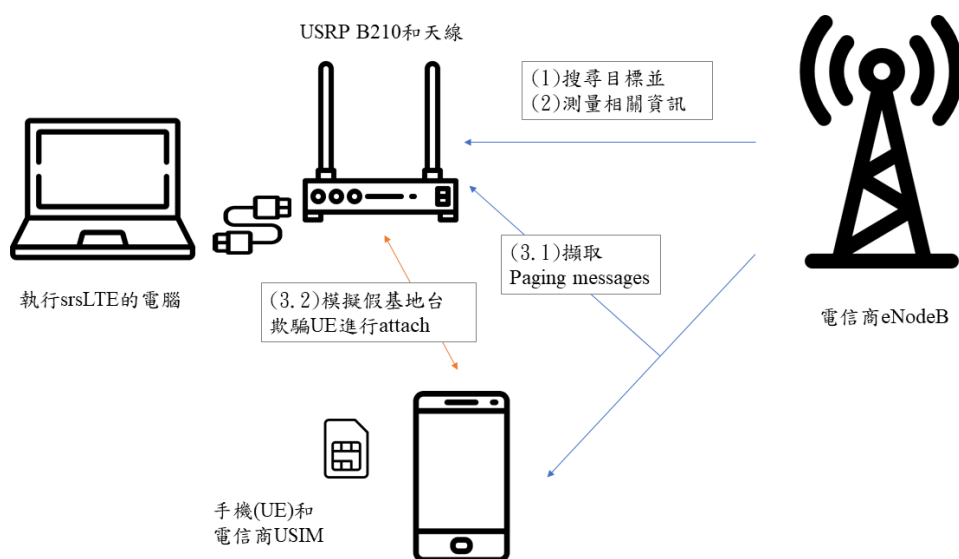 USRP B210和天線
(1)搜尋目標並
(2)測量相關資訊
(3.1)擷取
Paging messages
執行srsLTE的電腦
(3.2)模擬假基地台
欺騙UE進行attach
電信商eNodeB
手機(UE)和
電信商USIM